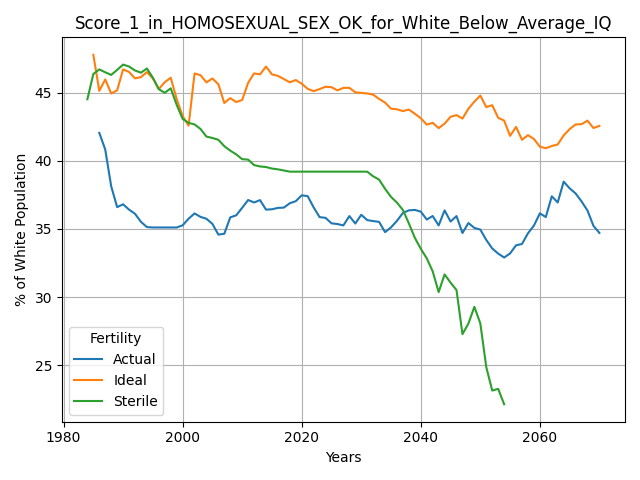 Score_1_in_HOMOSEXUAL_SEX_OK_for_White_Below_Average_IQ
% of White Population
45
40
35
30
25
Fertility
Actual
Ideal
Sterile
1980 2000 2020 2040 2060
Years